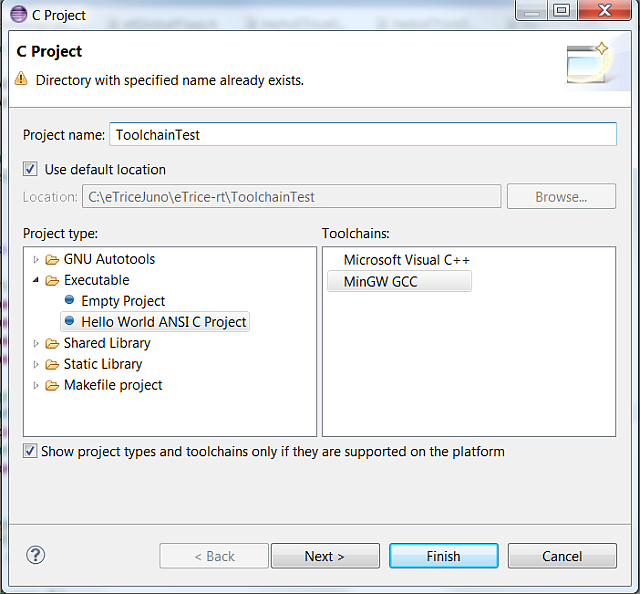 C Project
C Project
Directory with specified name already exists.
Project name: ToolchainTest
Use default location
Location: C:\eTriceJuno\eTrice-rt\ToolchainTest Browse...
Project type: Toolchains:
GNU Autotools Microsoft Visual C++
Executable MinGW GCC
Empty Project
Hello World ANSI C Project
Shared Library
Static Library
Makefile project
Show project types and toolchains only if they are supported on the platform
? < Back Next > Finish Cancel